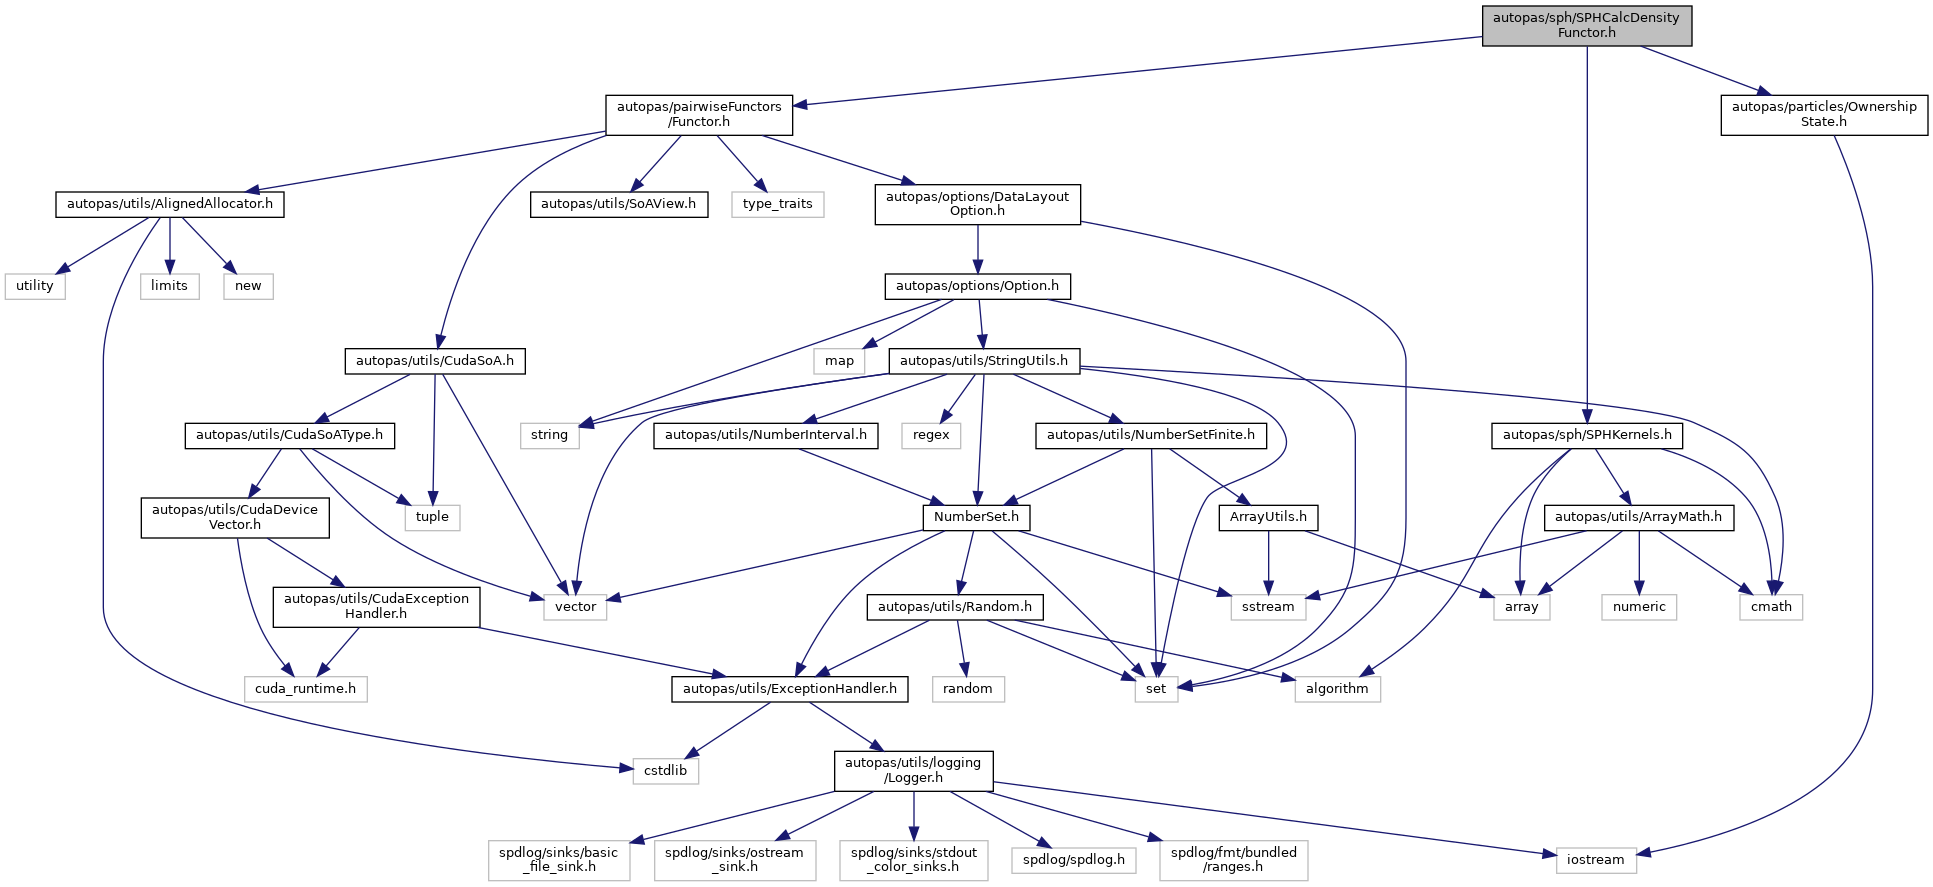 autopas/sph/SPHCalcDensity
Functor.h
autopas/pairwiseFunctors
/Functor.h
autopas/particles/Ownership
State.h
autopas/utils/AlignedAllocator.h
autopas/utils/SoAView.h
type_traits
autopas/options/DataLayout
Option.h
utility
limits
new
autopas/options/Option.h
autopas/utils/CudaSoA.h
map
autopas/utils/StringUtils.h
autopas/utils/CudaSoAType.h
string
autopas/utils/NumberInterval.h
regex
autopas/utils/NumberSetFinite.h
autopas/sph/SPHKernels.h
autopas/utils/CudaDevice
Vector.h
tuple
NumberSet.h
ArrayUtils.h
autopas/utils/ArrayMath.h
autopas/utils/CudaException
Handler.h
vector
autopas/utils/Random.h
sstream
array
numeric
cmath
cuda_runtime.h
autopas/utils/ExceptionHandler.h
random
set
algorithm
cstdlib
autopas/utils/logging
/Logger.h
spdlog/sinks/basic
_file_sink.h
spdlog/sinks/ostream
_sink.h
spdlog/sinks/stdout
_color_sinks.h
spdlog/spdlog.h
spdlog/fmt/bundled
/ranges.h
iostream